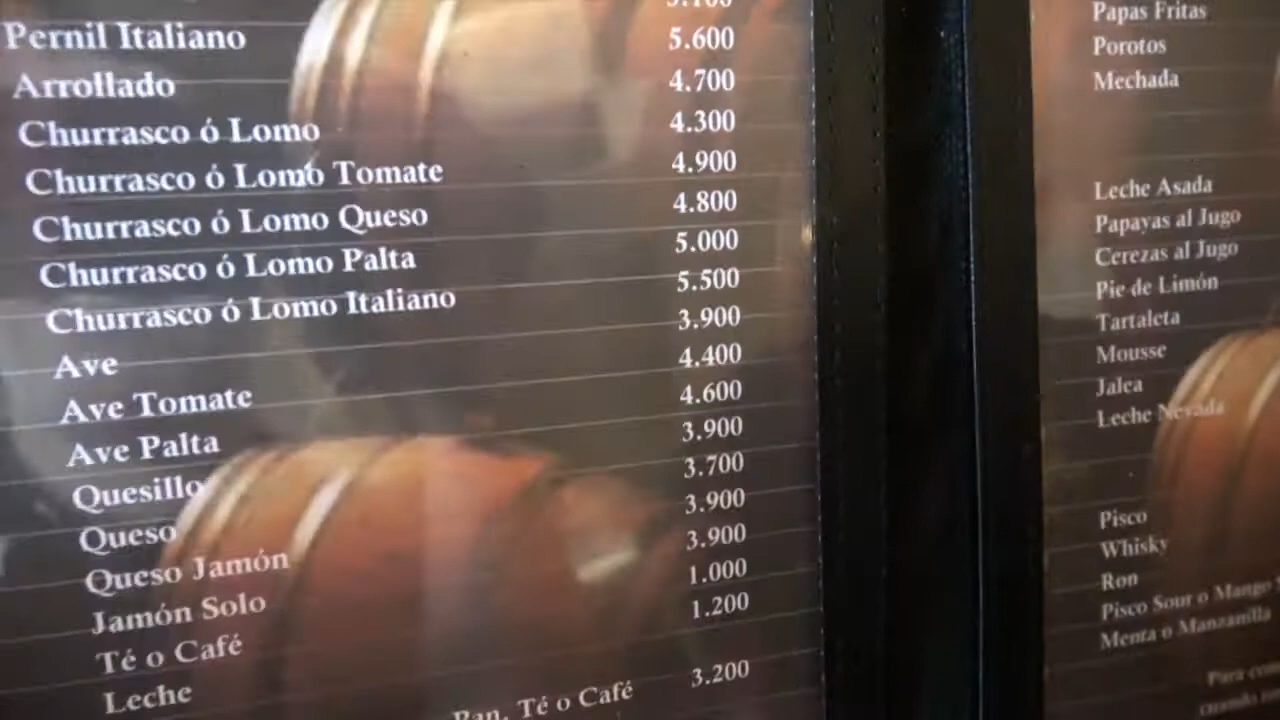 Pernil Italiano 5.600
Arrollado 4.700
Churrasco ó Lomo 4.300
Churrasco ó Lomo Tomate 4.900
Churrasco ó Lomo Queso 4.800
Churrasco ó Lomo Palta 5.000
Churrasco ó Lomo Italiano 5.500
Ave 3.900
Ave Tomate 4.400
Ave Palta 4.600
Quesillo 3.900
Queso 3.700
Queso Jamón 3.900
Jamón Solo 3.900
Té o Café 1.000
Leche 1.200
Pan, Té o Café 3.200
Papas Fritas
Porotos
Mechada
Leche Asada
Papayas al Jugo
Cerezas al Jugo
Pie de Limón
Tartaleta
Mousse
Jalea
Leche Nevada
Pisco
Whisky
Ron
Pisco Sour o Mango
Menta o Manzanilla
Para